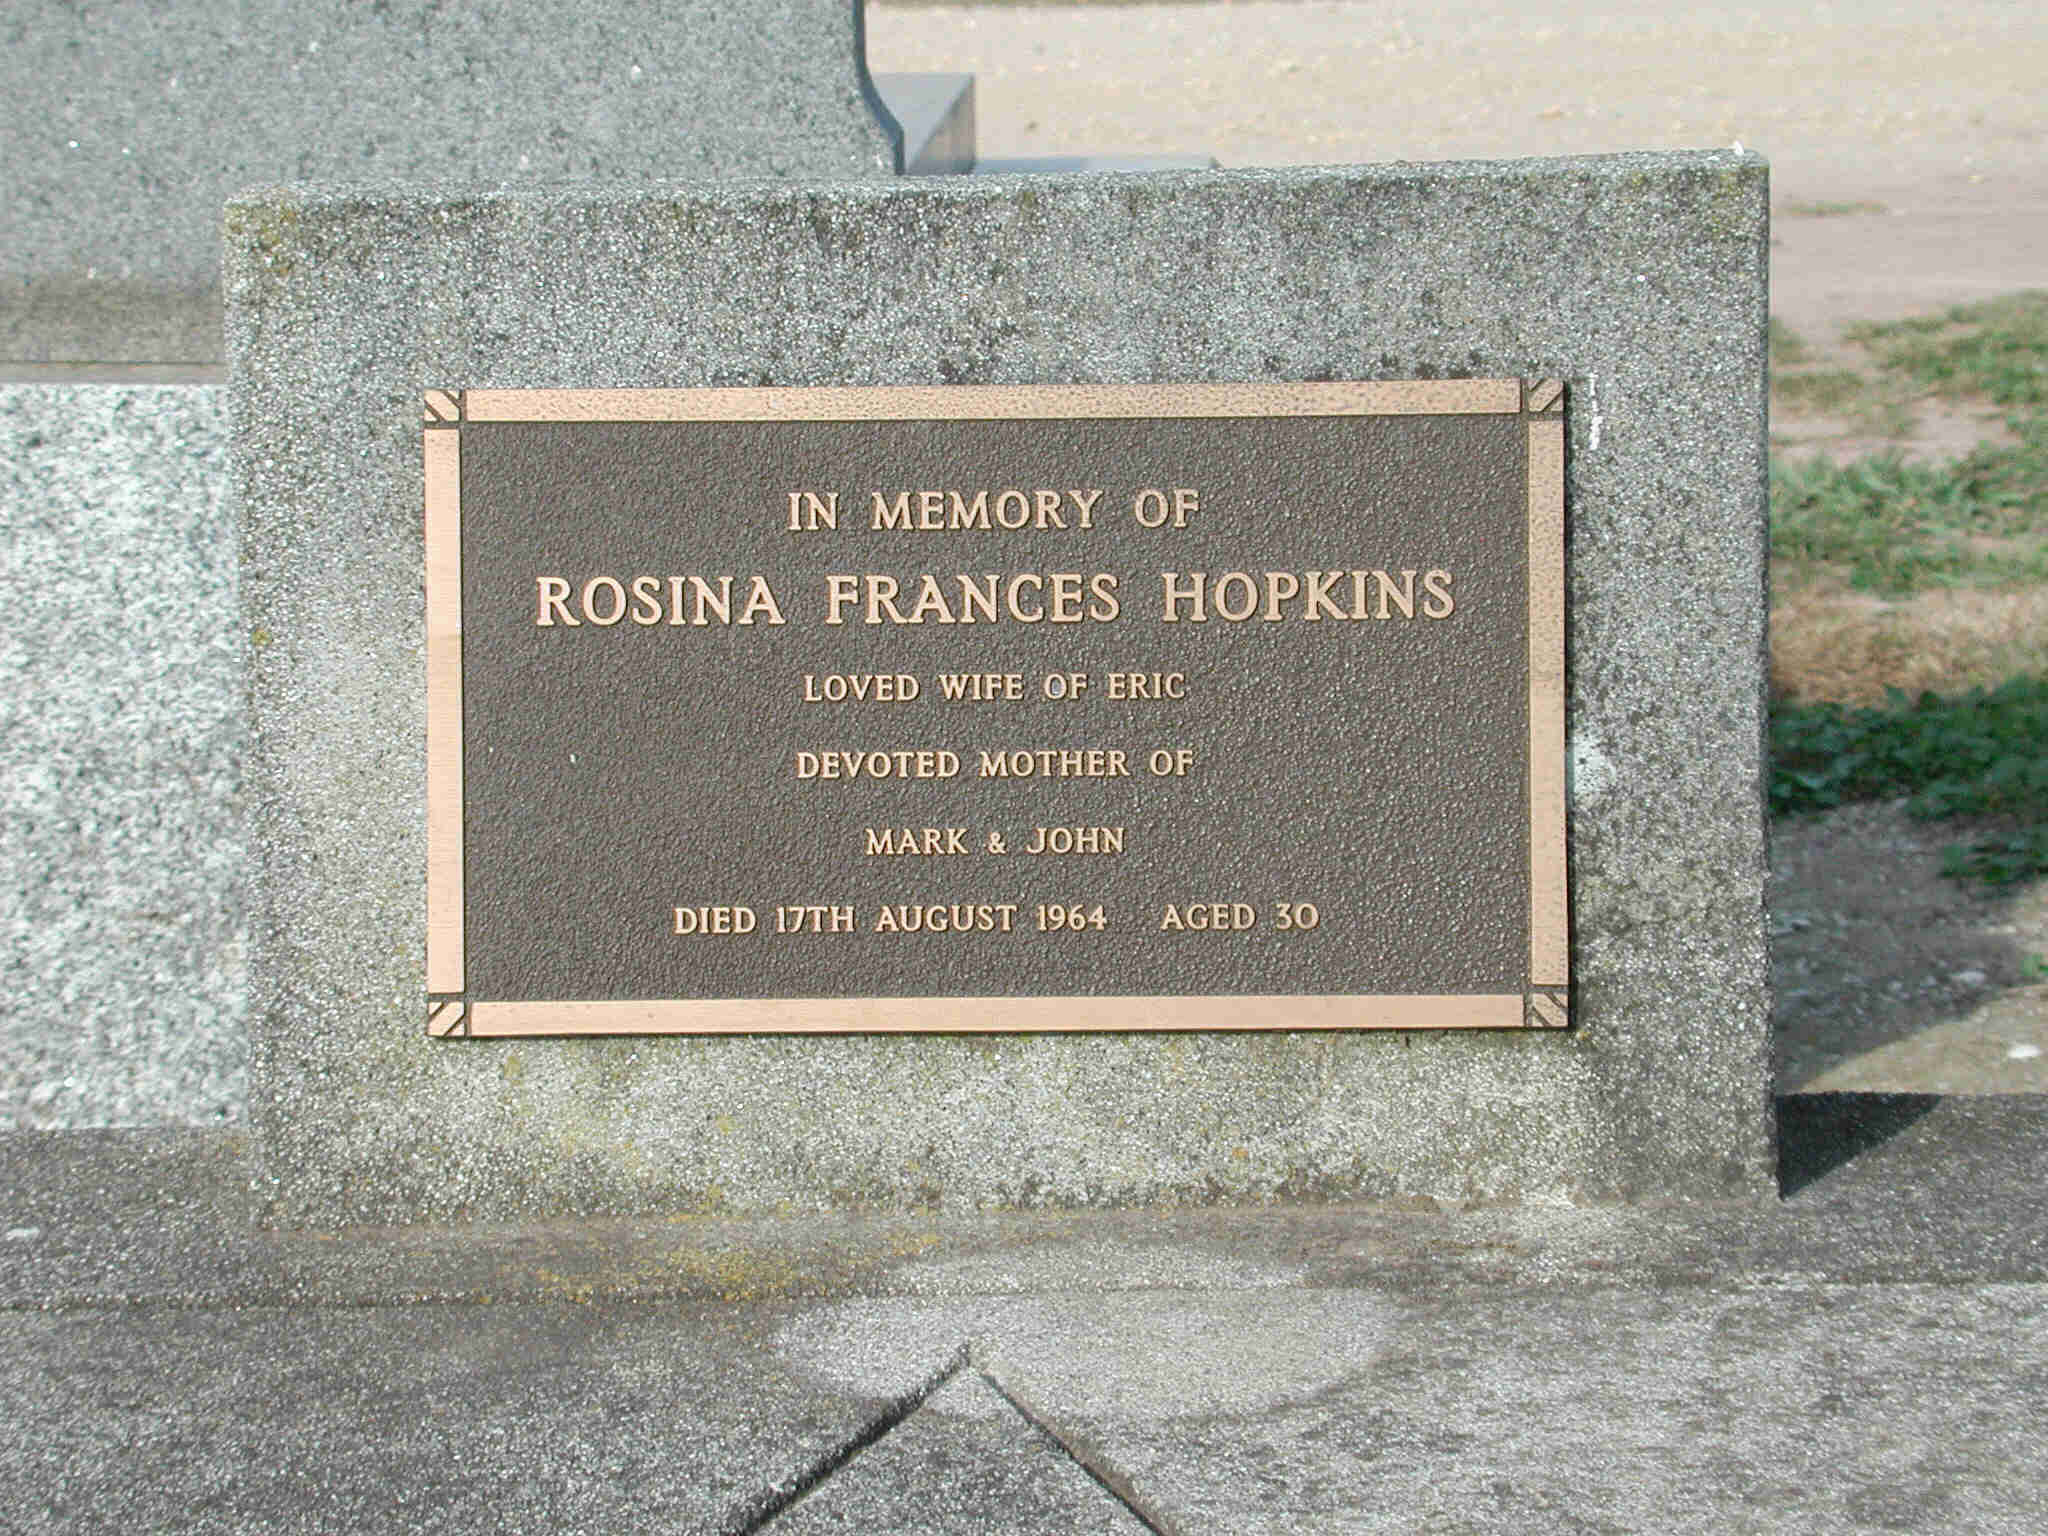 IN MEMORY OF
ROSINA FRANCES HOPKINS
LOVED WIFE OF ERIC
DEVOTED MOTHER OF
MARK & JOHN
DIED 17TH AUGUST 1964 AGED 30